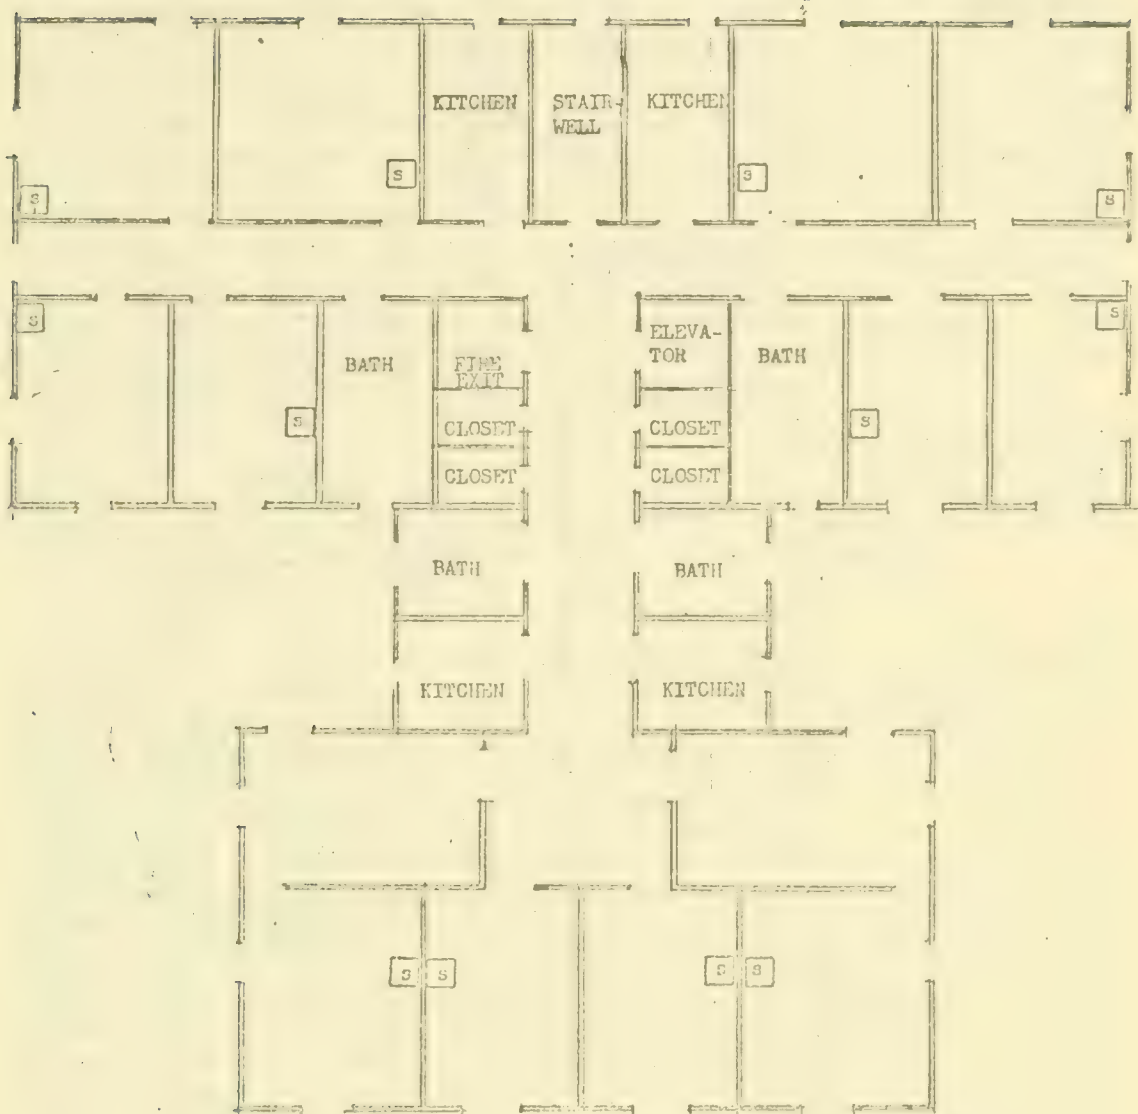 KITCHEN STAIR- KITCHEN
WELL
S S
S S
S S
ELEVA-
TOR
BATH FIRE BATH
EXIT
S CLOSET CLOSET S
CLOSET CLOSET
BATH BATH
KITCHEN KITCHEN
S S S S